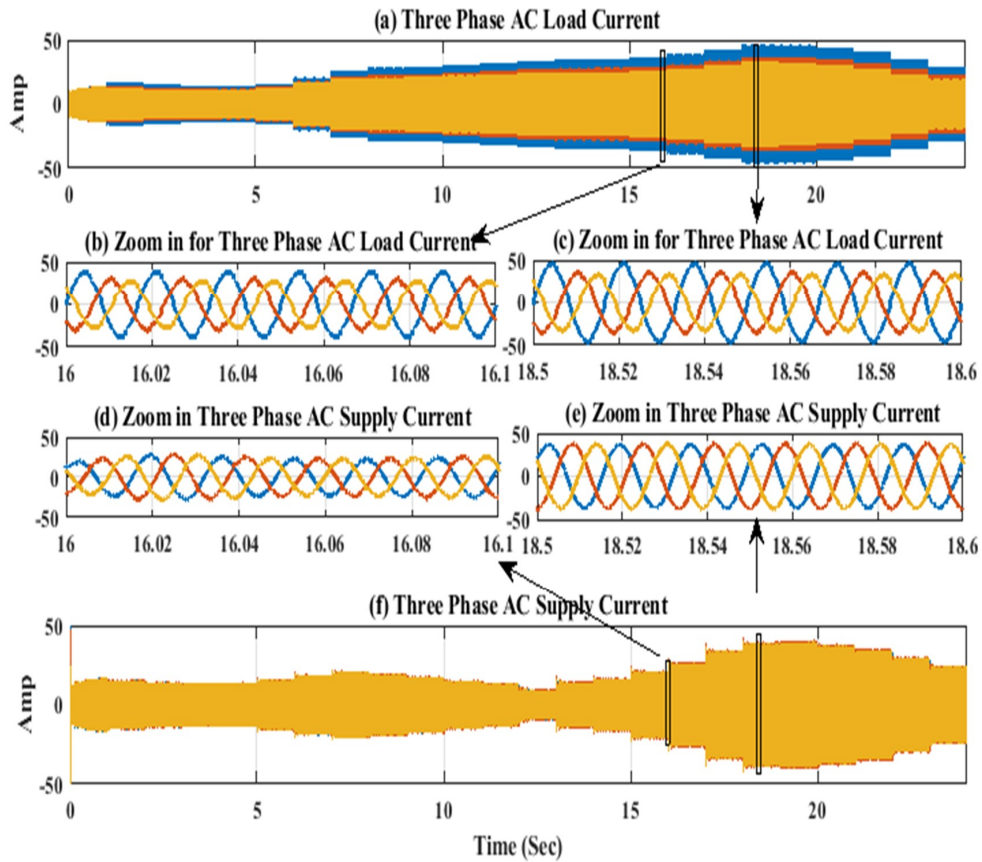 (a) Three Phase AC Load Current
50
0
-50
Amp
0 5 10 15 20
(b) Zoom in for Three Phase AC Load Current
50
0
-50
16 16.02 16.04 16.06 16.08 16.1
(c) Zoom in for Three Phase AC Load Current
50
0
-50
18.5 18.52 18.54 18.56 18.58 18.6
(d) Zoom in Three Phase AC Supply Current
50
0
-50
16 16.02 16.04 16.06 16.08 16.1
(e) Zoom in Three Phase AC Supply Current
50
0
-50
18.5 18.52 18.54 18.56 18.58 18.6
(f) Three Phase AC Supply Current
50
0
-50
Amp
0 5 10 15 20
Time (Sec)